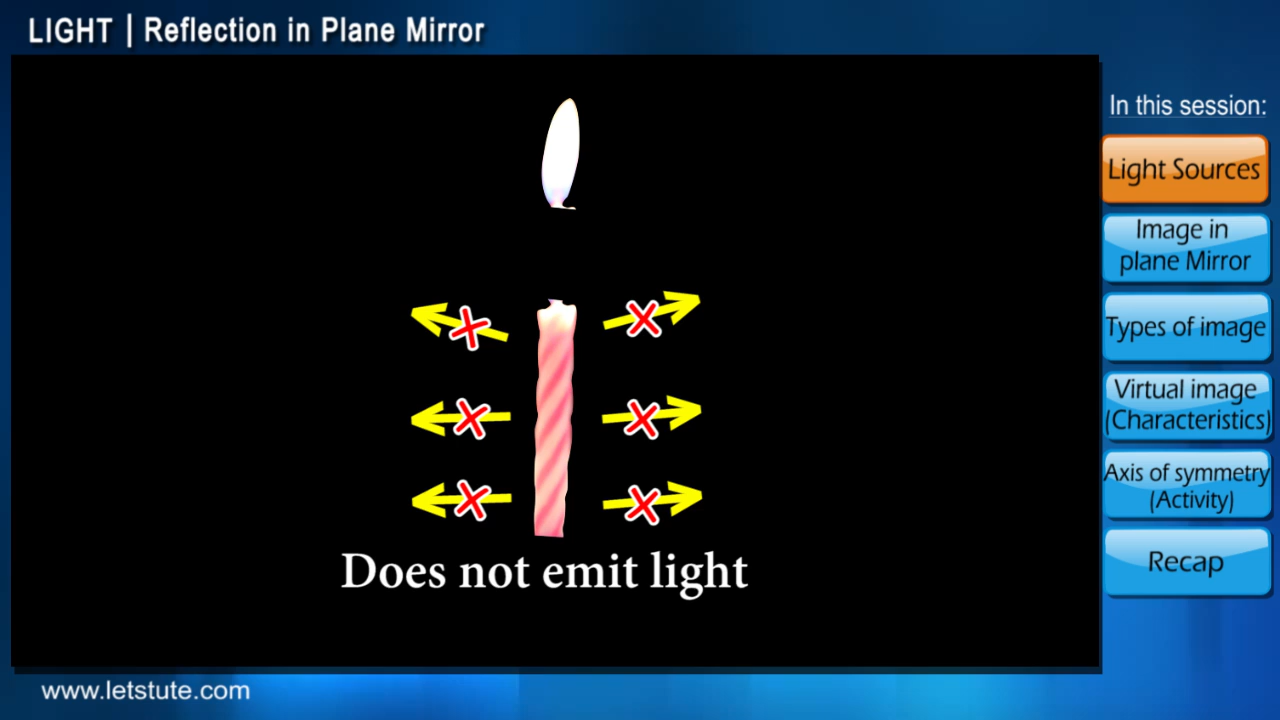 LIGHT | Reflection in Plane Mirror
In this session:
Light Sources
Image in
plane Mirror
Types of image
Virtual image
(Characteristics)
Axis of symmetry
(Activity)
Recap
Does not emit light
www.letstute.com